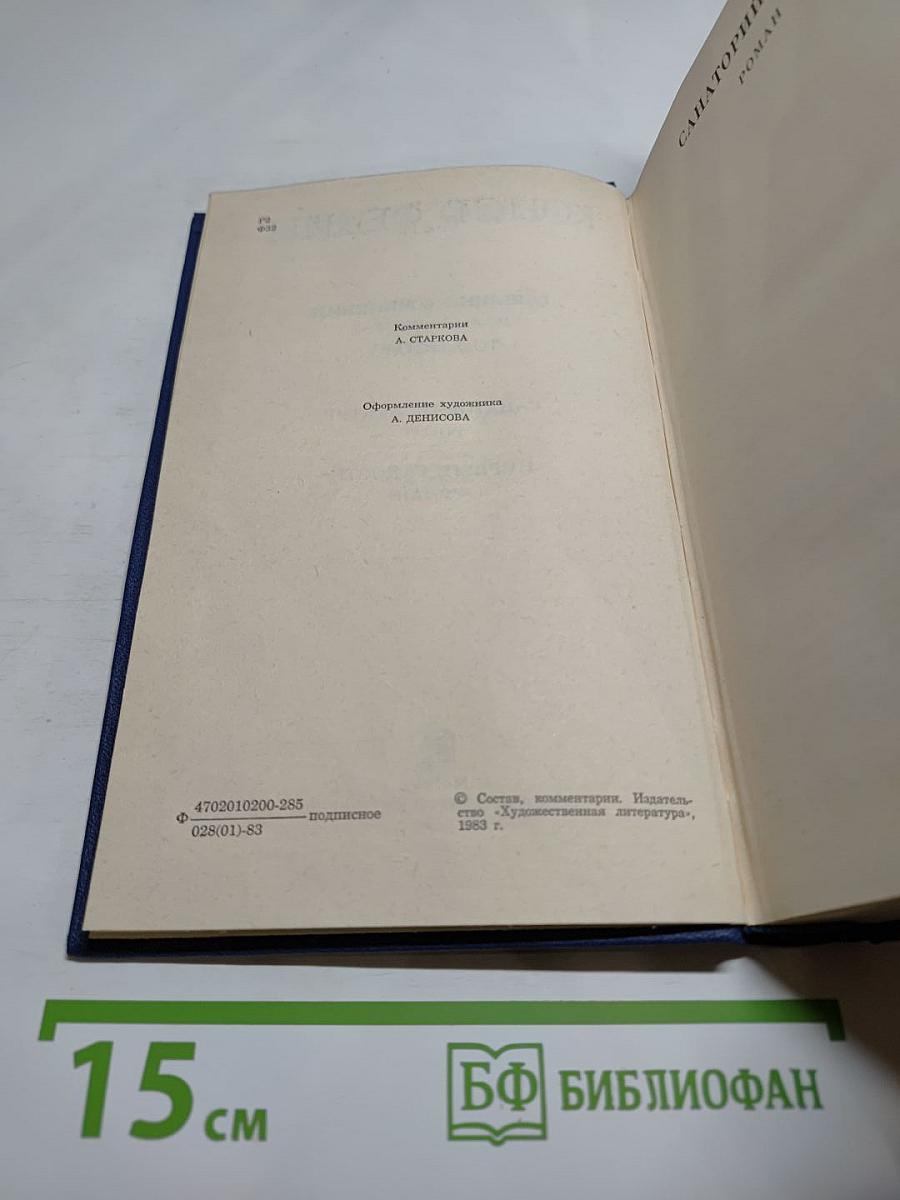 Р2
Ф32
Комментарии
А. СТАРКОВА
Оформление художника
А. ДЕНИСОВА
Ф 4702010200-285 подписное
028(01)-83
© Состав, комментарии. Издатель-
ство «Художественная литература»,
1983 г.
САНАТОРИЙ
РОМАН
15 см
БФ БИБЛИОФАН